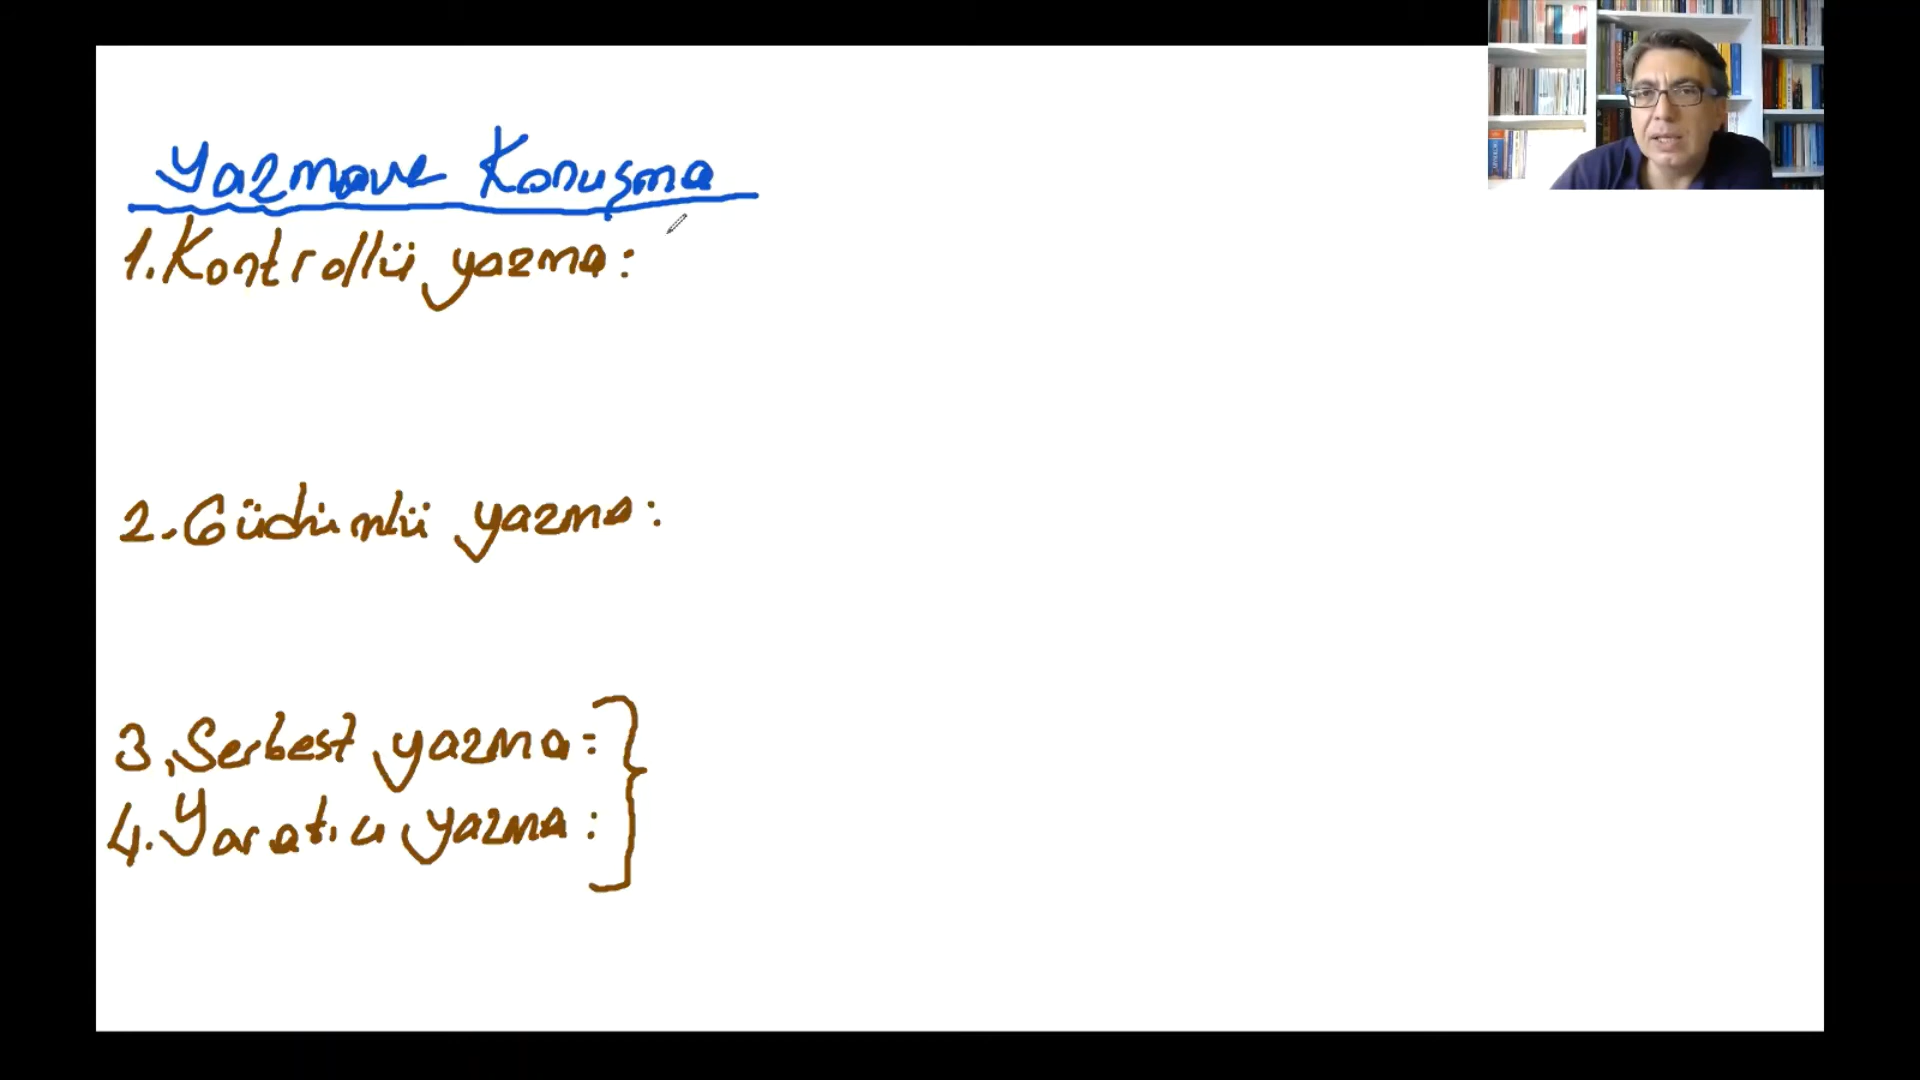 Yazma ve Konuşma
1. Kontrollü yazma:
2. Güdümlü yazma:
3. Serbest yazma:
4. Yaratıcı yazma: